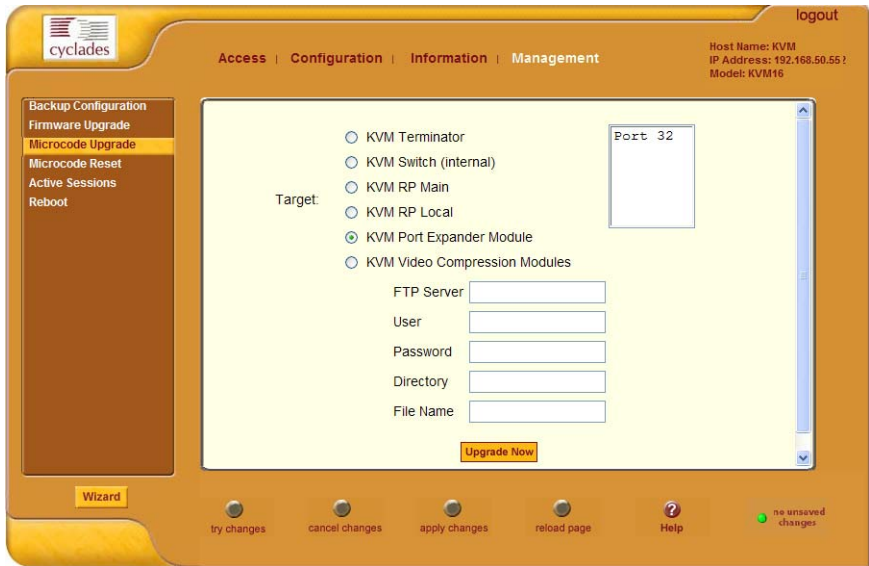 logout
cyclades
Access | Configuration | Information | Management
Host Name: KVM
IP Address: 192.168.50.55
Model: KVM16
Backup Configuration
Firmware Upgrade
Microcode Upgrade
Microcode Reset
Active Sessions
Reboot
Target:
KVM Terminator
KVM Switch (internal)
KVM RP Main
KVM RP Local
KVM Port Expander Module
KVM Video Compression Modules
Port 32
FTP Server
User
Password
Directory
File Name
Upgrade Now
Wizard
try changes
cancel changes
apply changes
reload page
Help
no unsaved
changes